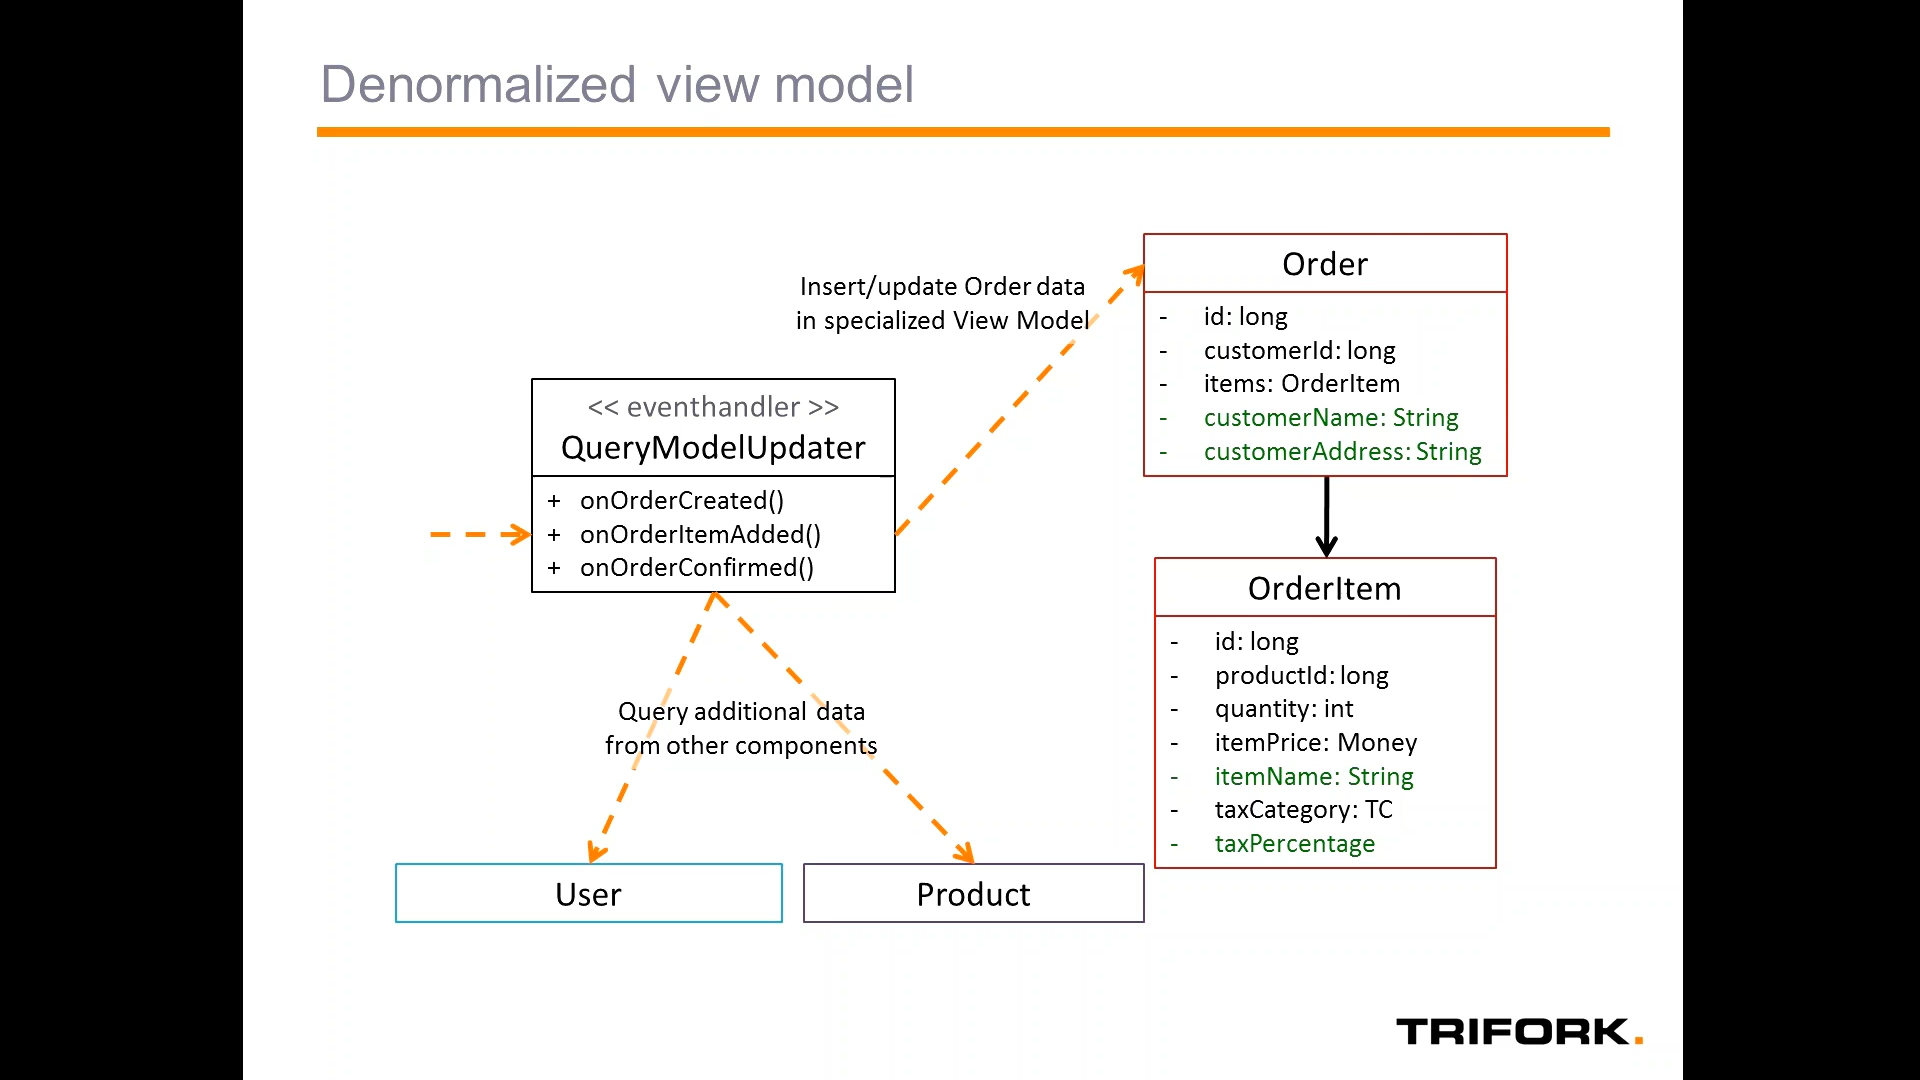 Denormalized view model
Insert/update Order data
in specialized View Model
<< eventhandler >>
QueryModelUpdater
+ onOrderCreated()
+ onOrderItemAdded()
+ onOrderConfirmed()
Query additional data
from other components
User
Product
Order
- id: long
- customerId: long
- items: OrderItem
- customerName: String
- customerAddress: String
OrderItem
- id: long
- productId: long
- quantity: int
- itemPrice: Money
- itemName: String
- taxCategory: TC
- taxPercentage
TRIFORK.